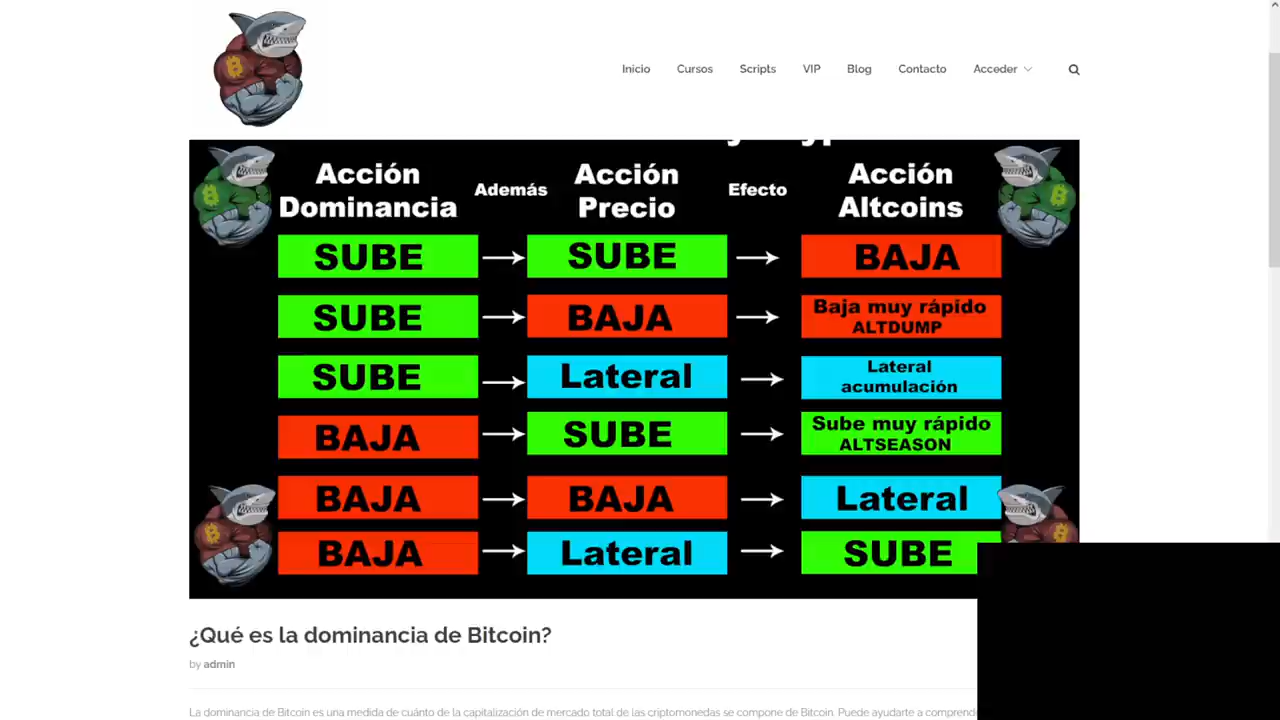 Inicio Cursos Scripts VIP Blog Contacto Acceder
Acción Dominancia Además Acción Precio Efecto Acción Altcoins
SUBE SUBE BAJA
SUBE BAJA Baja muy rápido ALTDUMP
SUBE Lateral Lateral acumulación
BAJA SUBE Sube muy rápido ALTSEASON
BAJA BAJA Lateral
BAJA Lateral SUBE
¿Qué es la dominancia de Bitcoin?
by admin
La dominancia de Bitcoin es una medida de cuánto de la capitalización de mercado total de las criptomonedas se compone de Bitcoin. Puede ayudarte a